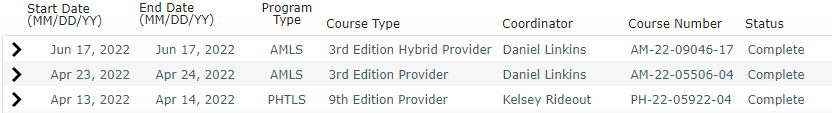 Start Date (MM/DD/YY) End Date (MM/DD/YY) Program Type Course Type Coordinator Course Number Status
Jun 17, 2022 Jun 17, 2022 AMLS 3rd Edition Hybrid Provider Daniel Linkins AM-22-09046-17 Complete
Apr 23, 2022 Apr 24, 2022 AMLS 3rd Edition Provider Daniel Linkins AM-22-05506-04 Complete
Apr 13, 2022 Apr 14, 2022 PHTLS 9th Edition Provider Kelsey Rideout PH-22-05922-04 Complete